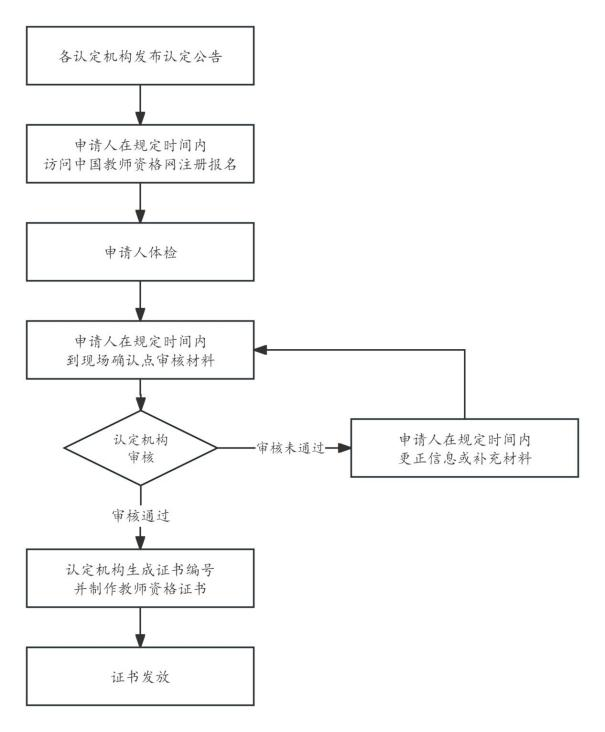 各认定机构发布认定公告
申请人在规定时间内
访问中国教师资格网注册报名
申请人体检
申请人在规定时间内
到现场确认点审核材料
认定机构
审核
审核未通过
申请人在规定时间内
更正信息或补充材料
审核通过
认定机构生成证书编号
并制作教师资格证书
证书发放